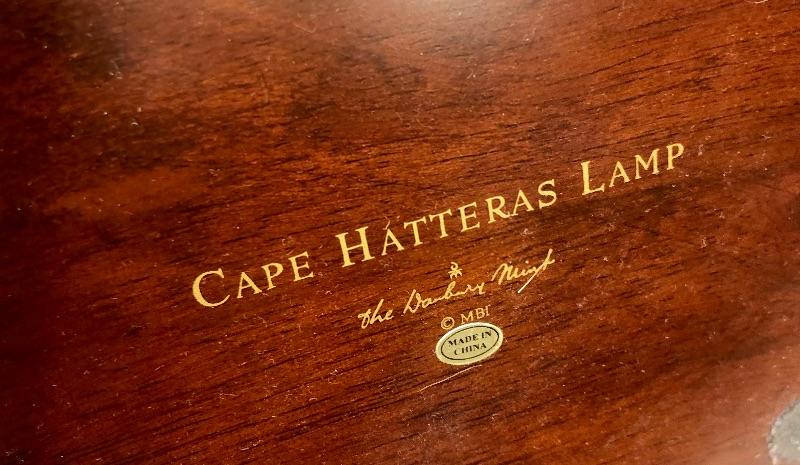 CAPE HATTERAS LAMP
The Danbury Mint
© MBI
MADE IN
CHINA